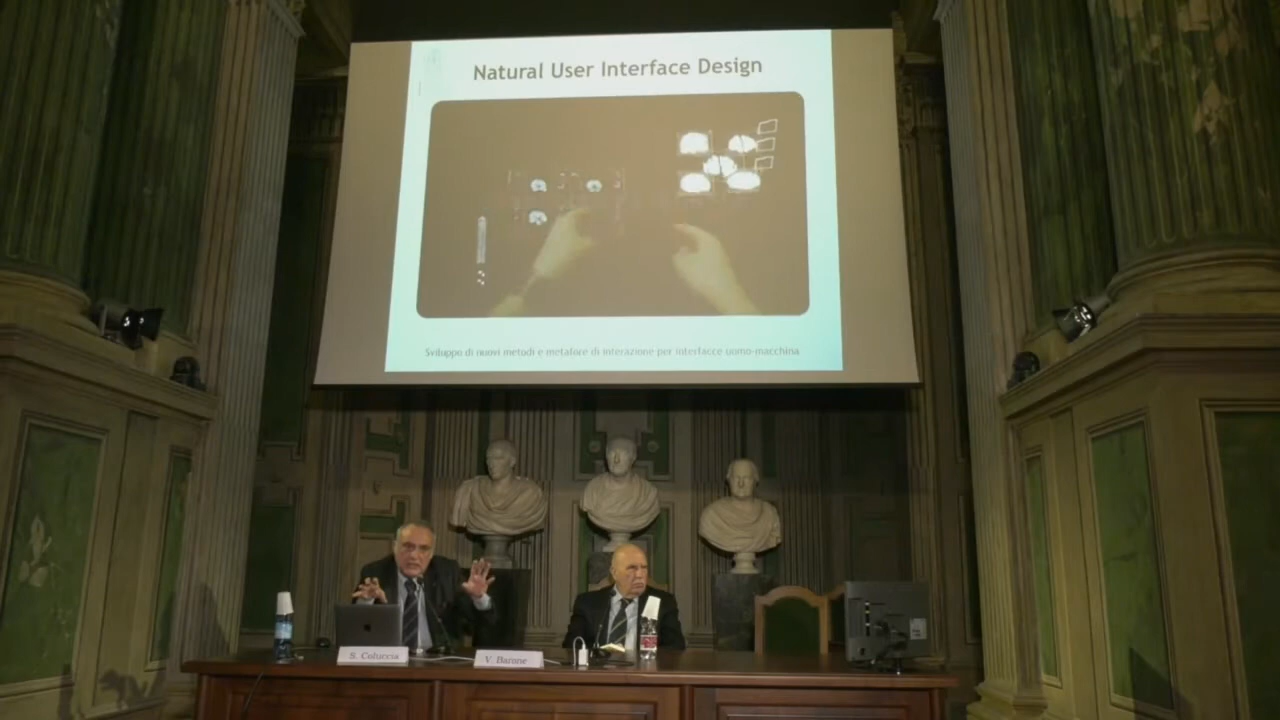 Natural User Interface Design
Sviluppo di nuovi metodi e metafore di interazione per interfacce uomo-macchina
S. Coluccia
V. Barone